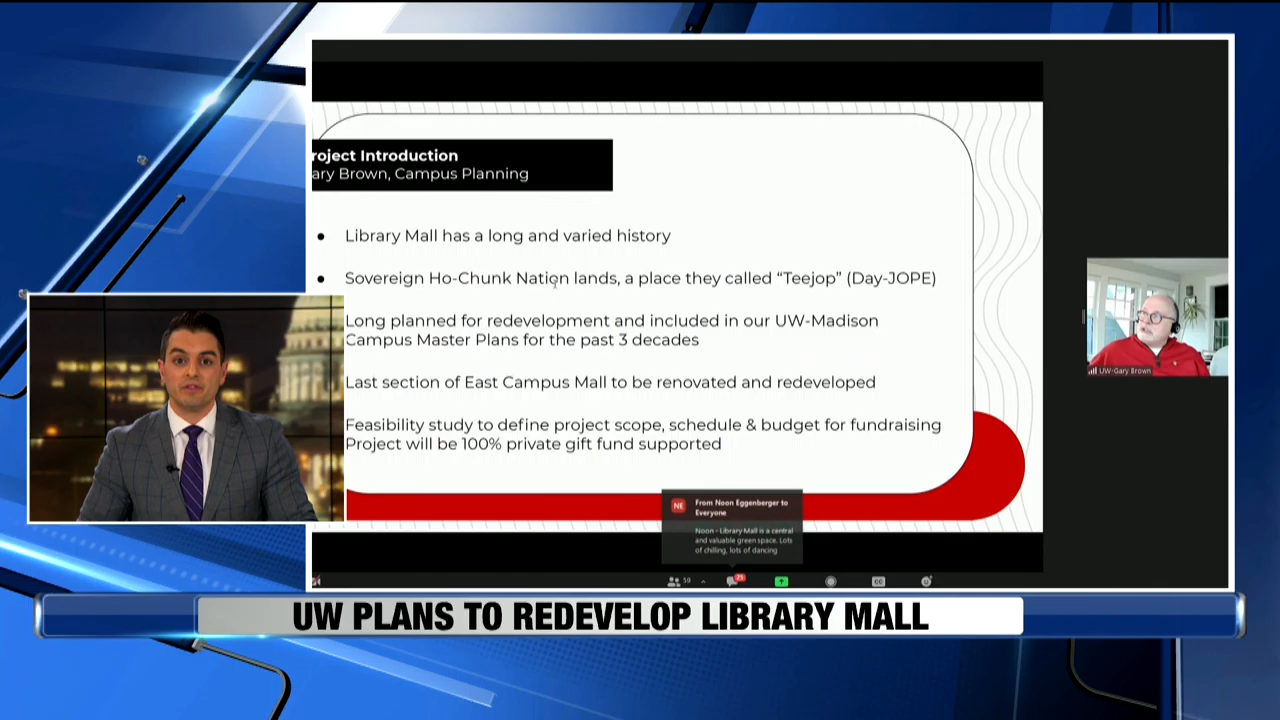 roject Introduction
ary Brown, Campus Planning
Library Mall has a long and varied history
Sovereign Ho-Chunk Nation lands, a place they called “Teejop” (Day-JOPE)
Long planned for redevelopment and included in our UW-Madison
Campus Master Plans for the past 3 decades
Last section of East Campus Mall to be renovated and redeveloped
Feasibility study to define project scope, schedule & budget for fundraising
Project will be 100% private gift fund supported
UW-Gary Brown
NE
From Noon Eggenberger to
Everyone
Noon - Library Mall is a central
and valuable green space. Lots
of chilling, lots of dancing
59
25
CC
UW PLANS TO REDEVELOP LIBRARY MALL